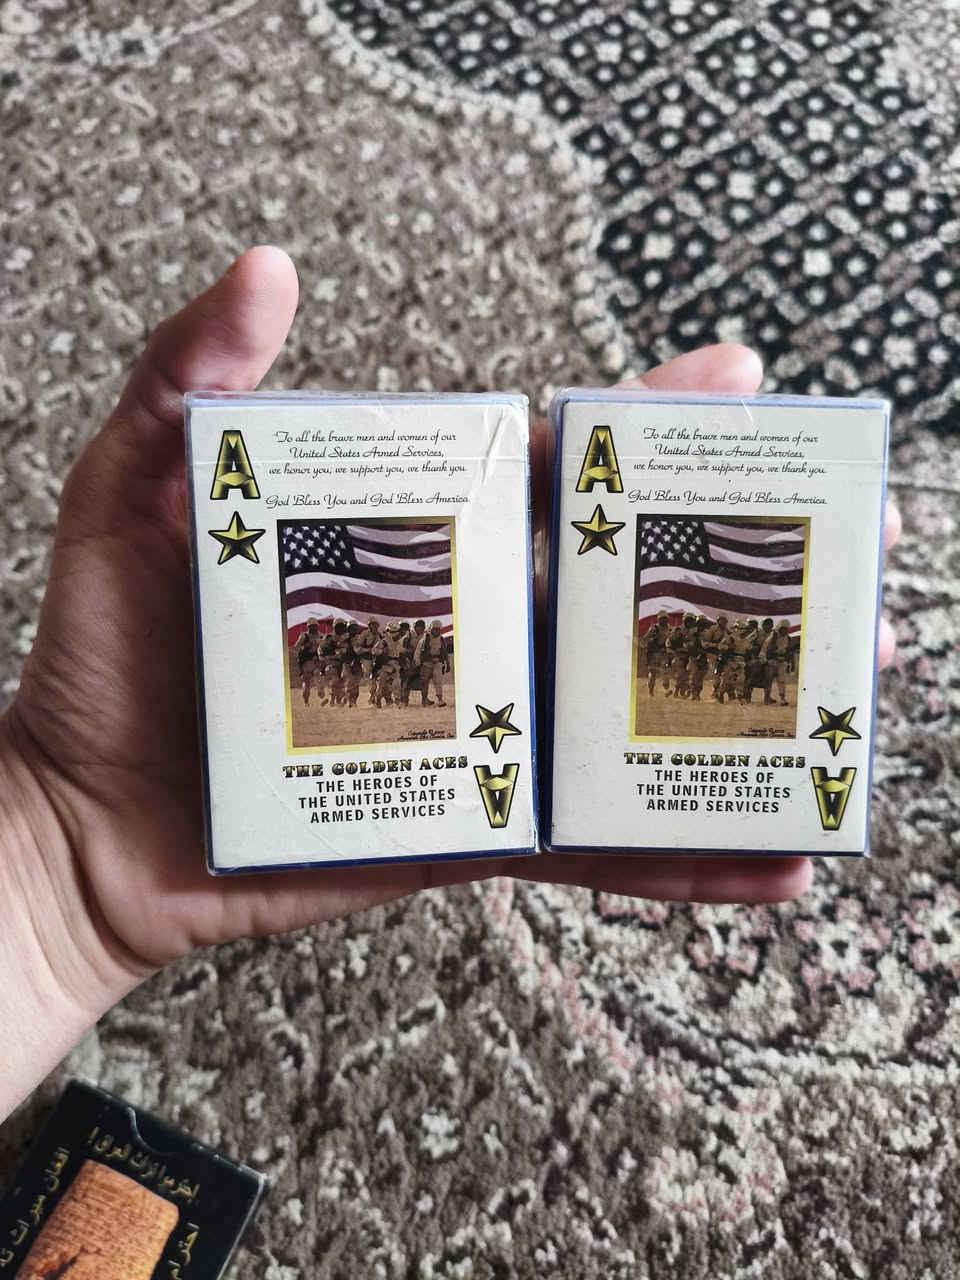 A
To all the brave men and women of our
United States Armed Services,
we honor you, we support you, we thank you.
God Bless You and God Bless America.
THE GOLDEN ACES
THE HEROES OF
THE UNITED STATES
ARMED SERVICES
A
A
To all the brave men and women of our
United States Armed Services,
we honor you, we support you, we thank you.
God Bless You and God Bless America.
THE GOLDEN ACES
THE HEROES OF
THE UNITED STATES
ARMED SERVICES
A
احترام